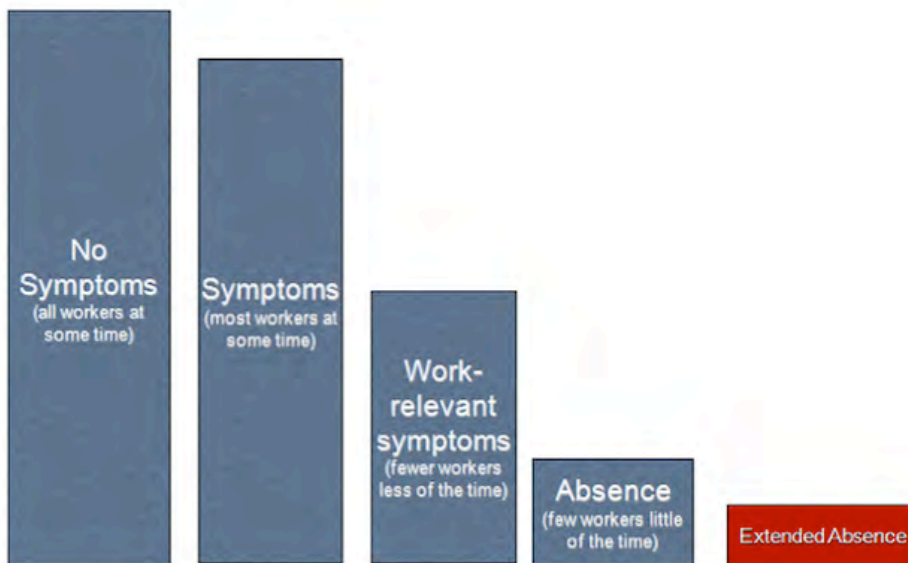 No
Symptoms
(all workers at
some time)
Symptoms
(most workers at
some time)
Work-
relevant
symptoms
(fewer workers
less of the time)
Absence
(few workers little
of the time)
Extended Absence